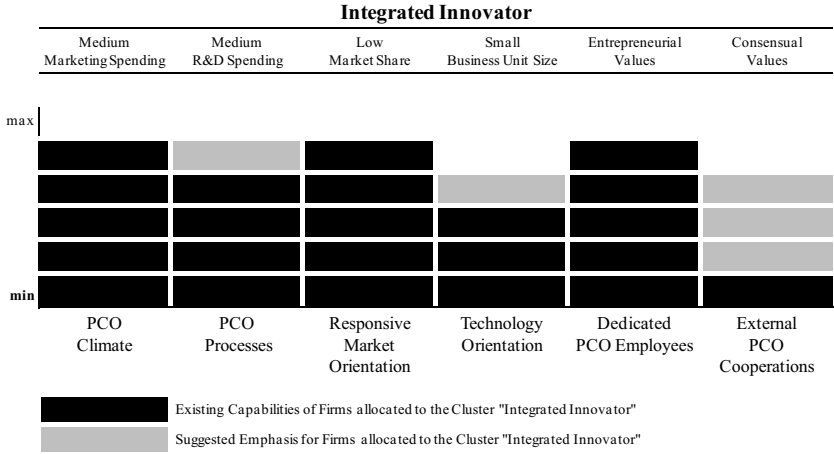 Integrated Innovator
Medium Medium Low Small Entrepreneurial Consensual
Marketing Spending R&D Spending Market Share Business Unit Size Values Values
max
min
PCO PCO Responsive Technology Dedicated External
Climate Processes Market Orientation PCO Employees PCO
Orientation Cooperations
Existing Capabilities of Firms allocated to the Cluster "Integrated Innovator"
Suggested Emphasis for Firms allocated to the Cluster "Integrated Innovator"